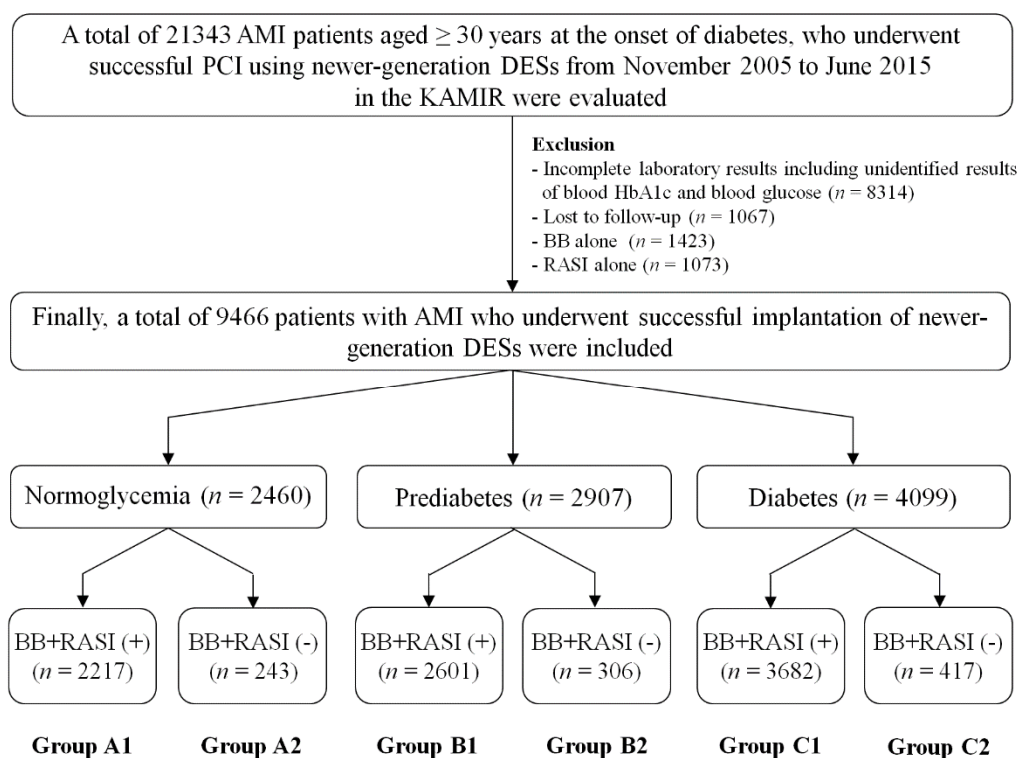 A total of 21343 AMI patients aged ≥ 30 years at the onset of diabetes, who underwent
successful PCI using newer-generation DESs from November 2005 to June 2015
in the KAMIR were evaluated
Exclusion
- Incomplete laboratory results including unidentified results
of blood HbA1c and blood glucose (n = 8314)
- Lost to follow-up (n = 1067)
- BB alone (n = 1423)
- RASI alone (n = 1073)
Finally, a total of 9466 patients with AMI who underwent successful implantation of newer-
generation DESs were included
Normoglycemia (n = 2460)
Prediabetes (n = 2907)
Diabetes (n = 4099)
BB+RASI (+)
(n = 2217)
BB+RASI (-)
(n = 243)
BB+RASI (+)
(n = 2601)
BB+RASI (-)
(n = 306)
BB+RASI (+)
(n = 3682)
BB+RASI (-)
(n = 417)
Group A1
Group A2
Group B1
Group B2
Group C1
Group C2